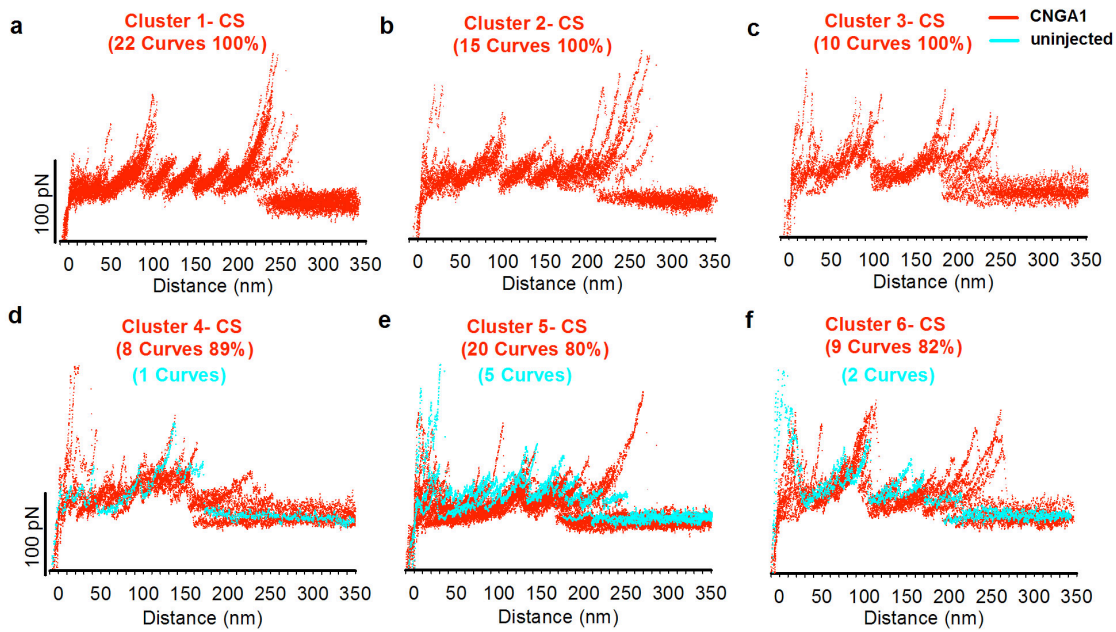 a
Cluster 1- CS
(22 Curves 100%)
b
Cluster 2- CS
(15 Curves 100%)
c
Cluster 3- CS
(10 Curves 100%)
CNGA1
uninjected
100 pN
0 50 100 150 200 250 300 350
Distance (nm)
0 50 100 150 200 250 300 350
Distance (nm)
0 50 100 150 200 250 300 350
Distance (nm)
d
Cluster 4- CS
(8 Curves 89%)
(1 Curves)
e
Cluster 5- CS
(20 Curves 80%)
(5 Curves)
f
Cluster 6- CS
(9 Curves 82%)
(2 Curves)
100 pN
0 50 100 150 200 250 300 350
Distance (nm)
0 50 100 150 200 250 300 350
Distance (nm)
0 50 100 150 200 250 300 350
Distance (nm)